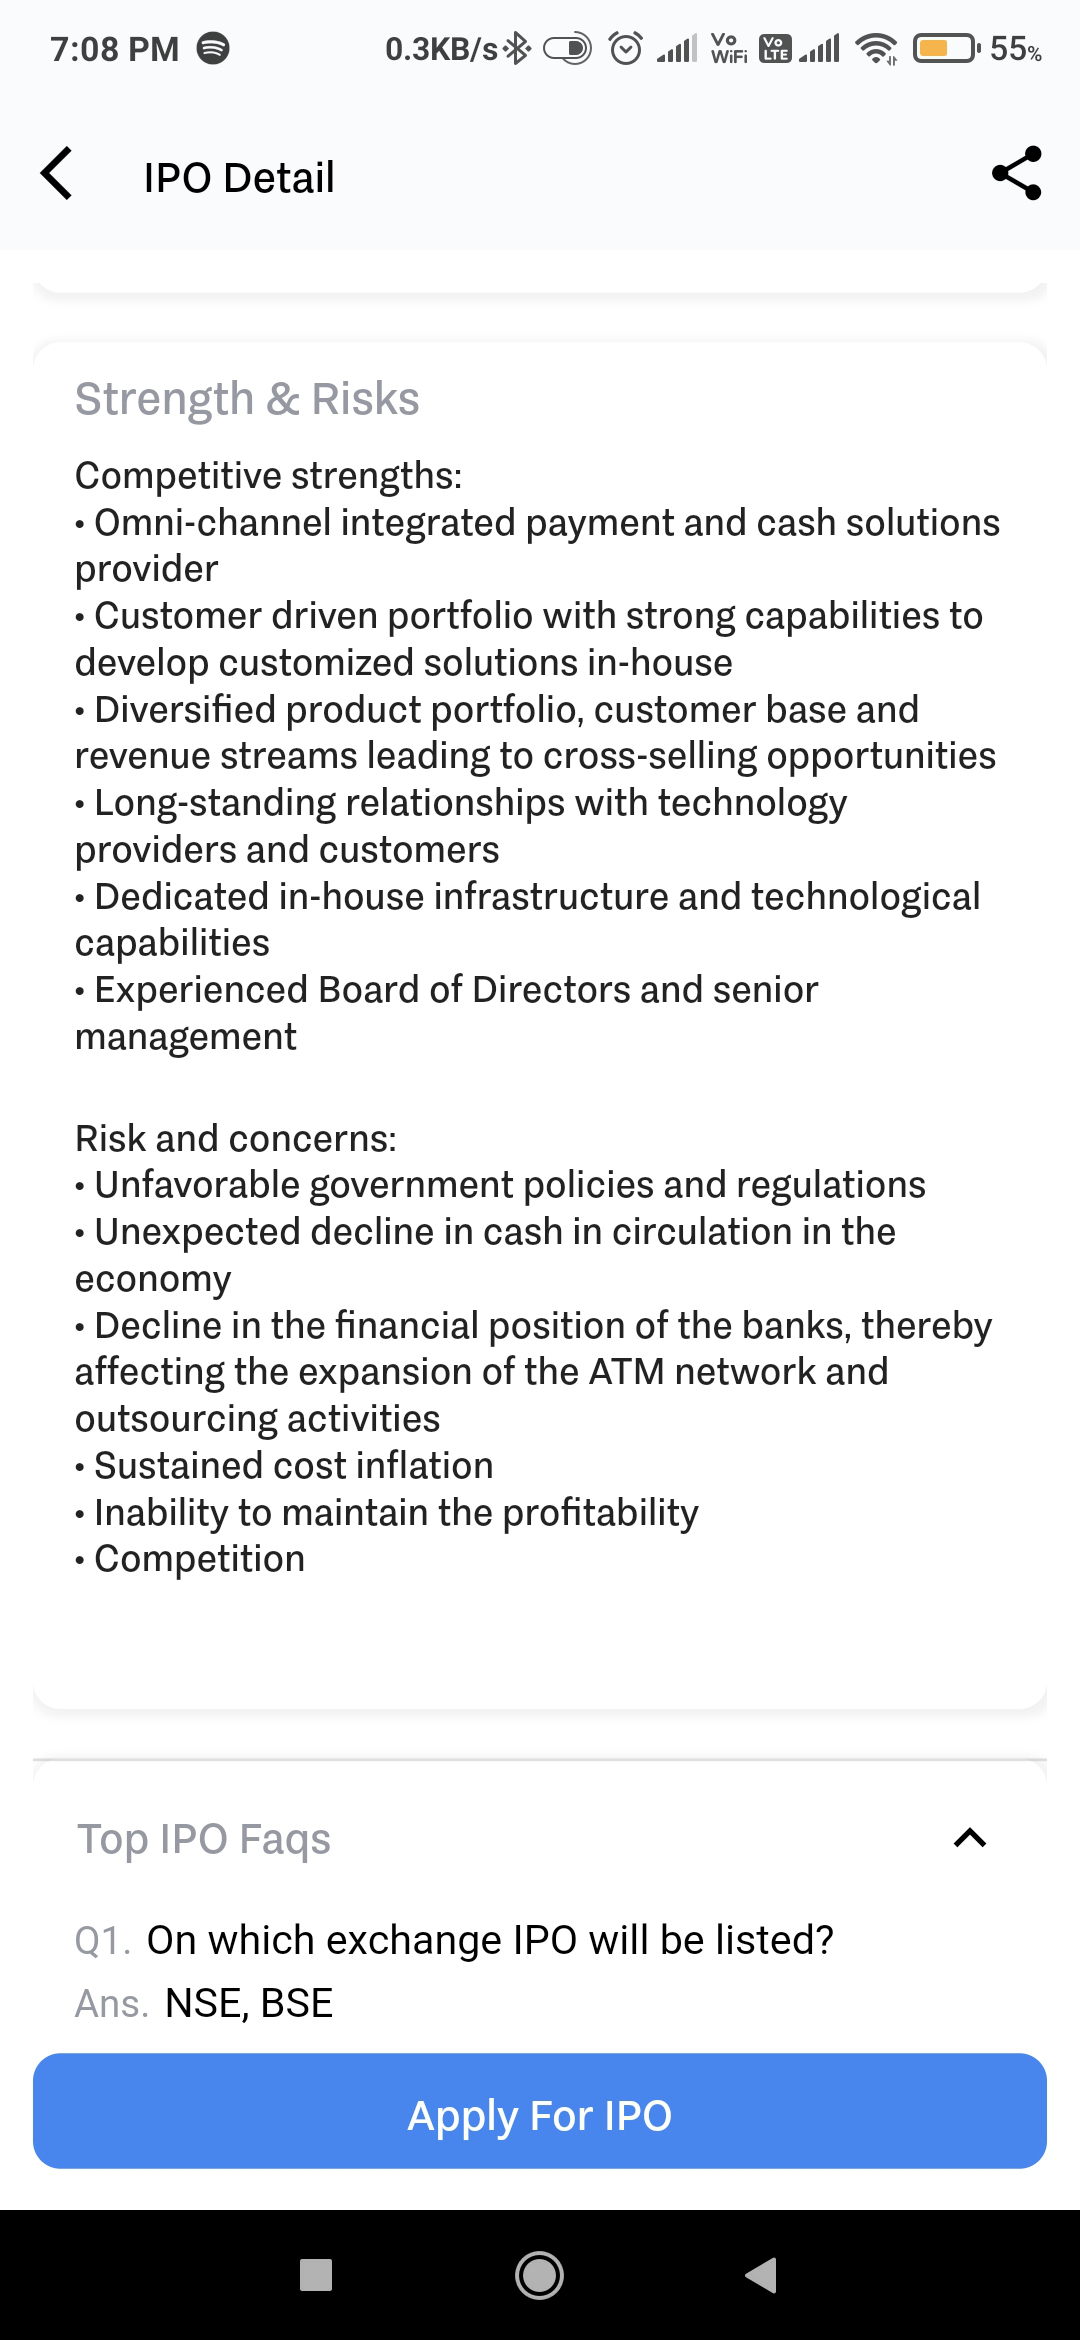 7:08 PM 0.3KB/s Vo WiFi Vo LTE 55%
IPO Detail
Strength & Risks
Competitive strengths:
• Omni-channel integrated payment and cash solutions
provider
• Customer driven portfolio with strong capabilities to
develop customized solutions in-house
• Diversified product portfolio, customer base and
revenue streams leading to cross-selling opportunities
• Long-standing relationships with technology
providers and customers
• Dedicated in-house infrastructure and technological
capabilities
• Experienced Board of Directors and senior
management
Risk and concerns:
• Unfavorable government policies and regulations
• Unexpected decline in cash in circulation in the
economy
• Decline in the financial position of the banks, thereby
affecting the expansion of the ATM network and
outsourcing activities
• Sustained cost inflation
• Inability to maintain the profitability
• Competition
Top IPO Faqs
Q1. On which exchange IPO will be listed?
Ans. NSE, BSE
Apply For IPO